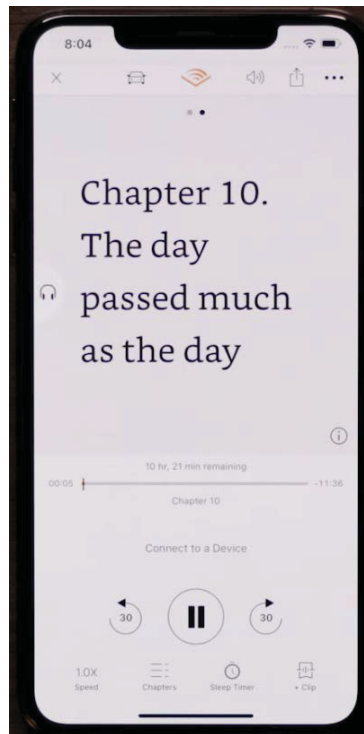 8:04
Chapter 10.
The day
passed much
as the day
10 hr, 21 min remaining
00:05
-11:36
Chapter 10
Connect to a Device
30
30
1.0X
Speed
Chapters
Sleep Timer
+ Clip